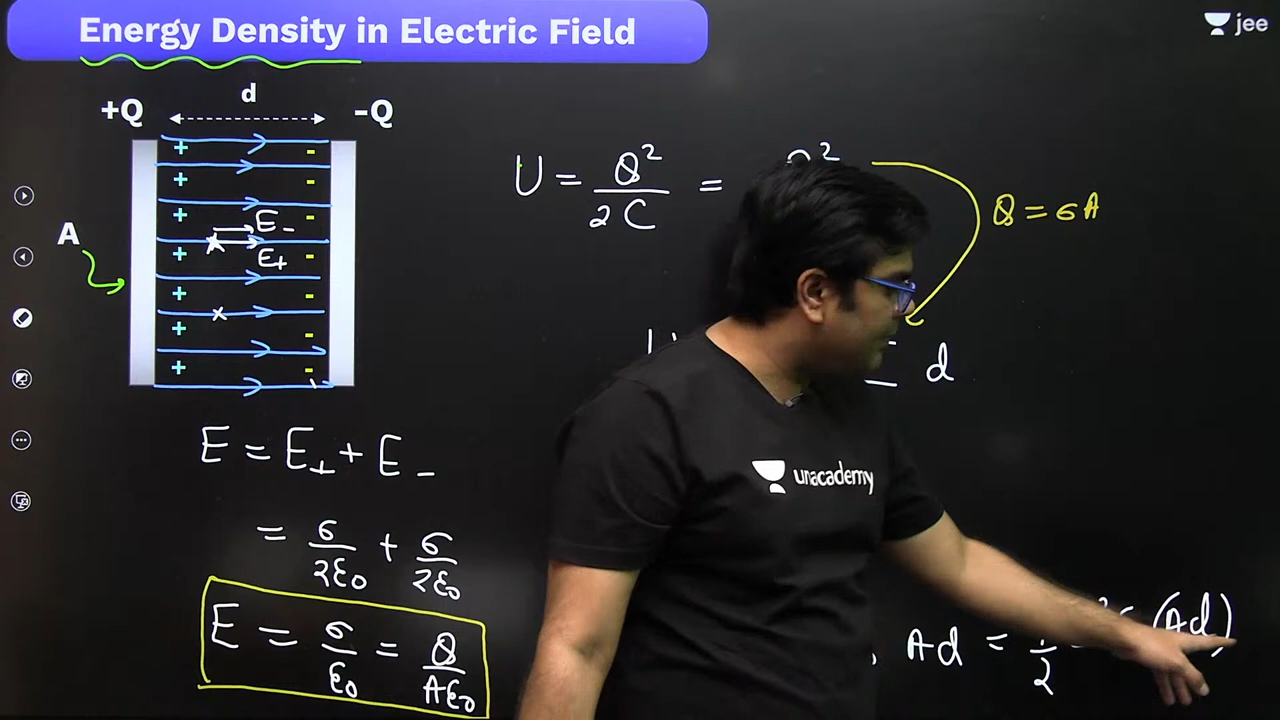 Energy Density in Electric Field
jee
+Q d -Q
A
E-
E+
U = Q²/2C =
Q = σA
d
E = E+ + E-
= σ/2ε0 + σ/2ε0
E = σ/ε0 = Q/Aε0
unacademy
Ad = 1/2 (Ad)